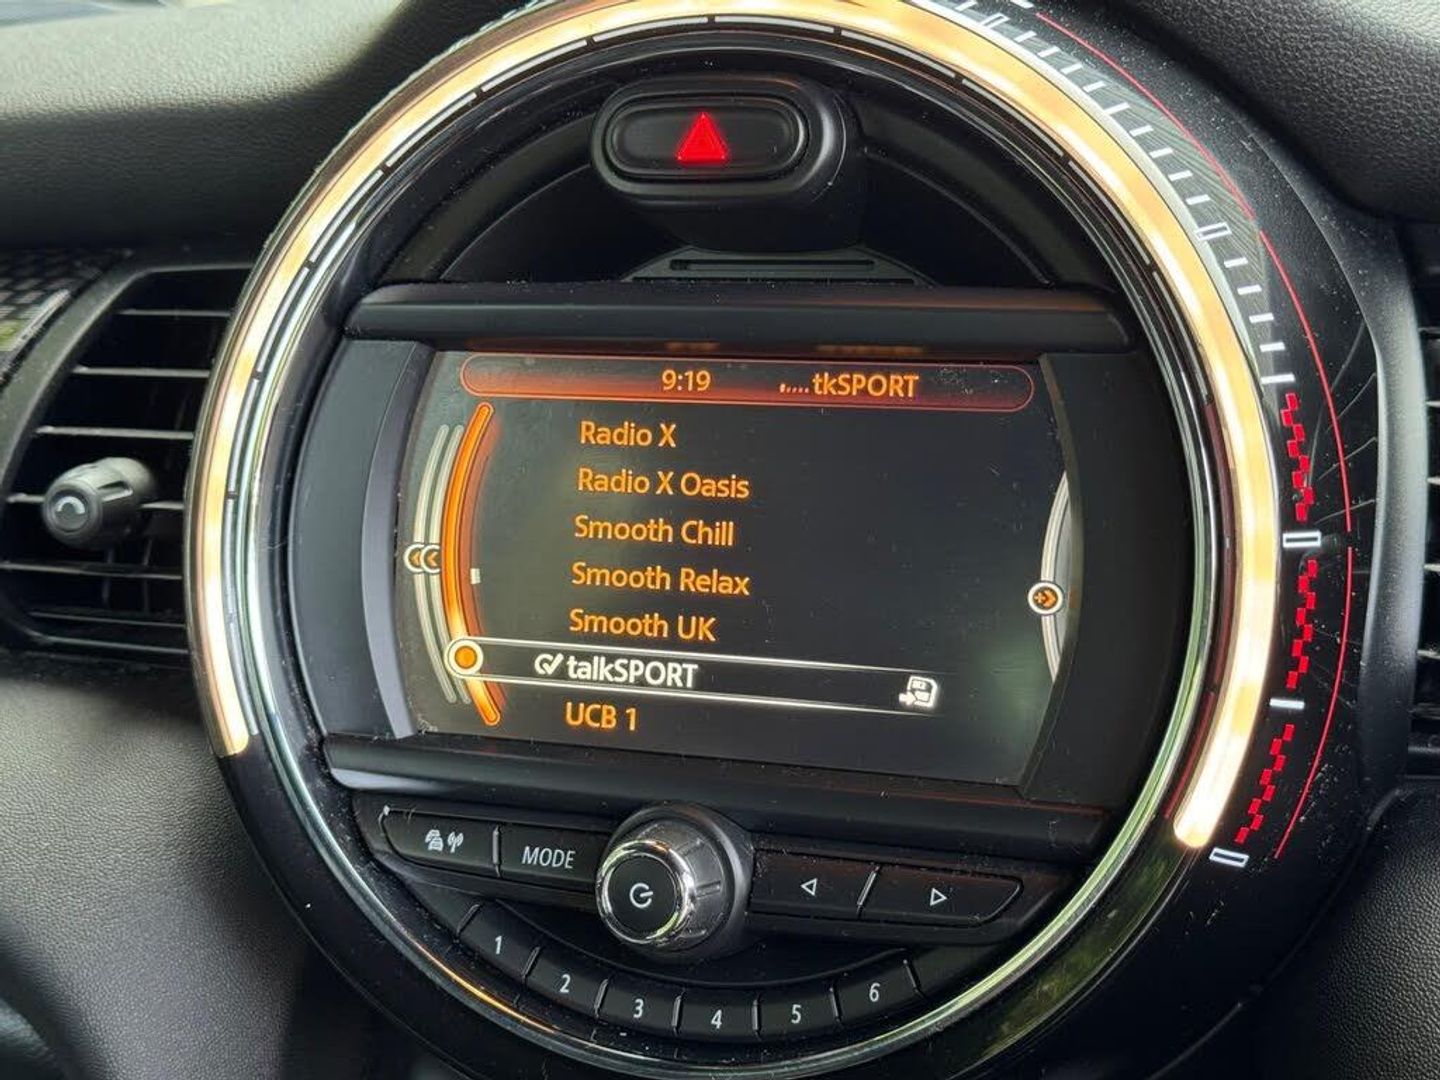 9:19 tkSPORT
Radio X
Radio X Oasis
Smooth Chill
Smooth Relax
Smooth UK
talkSPORT
UCB 1
MODE
1
2
3
4
5
6